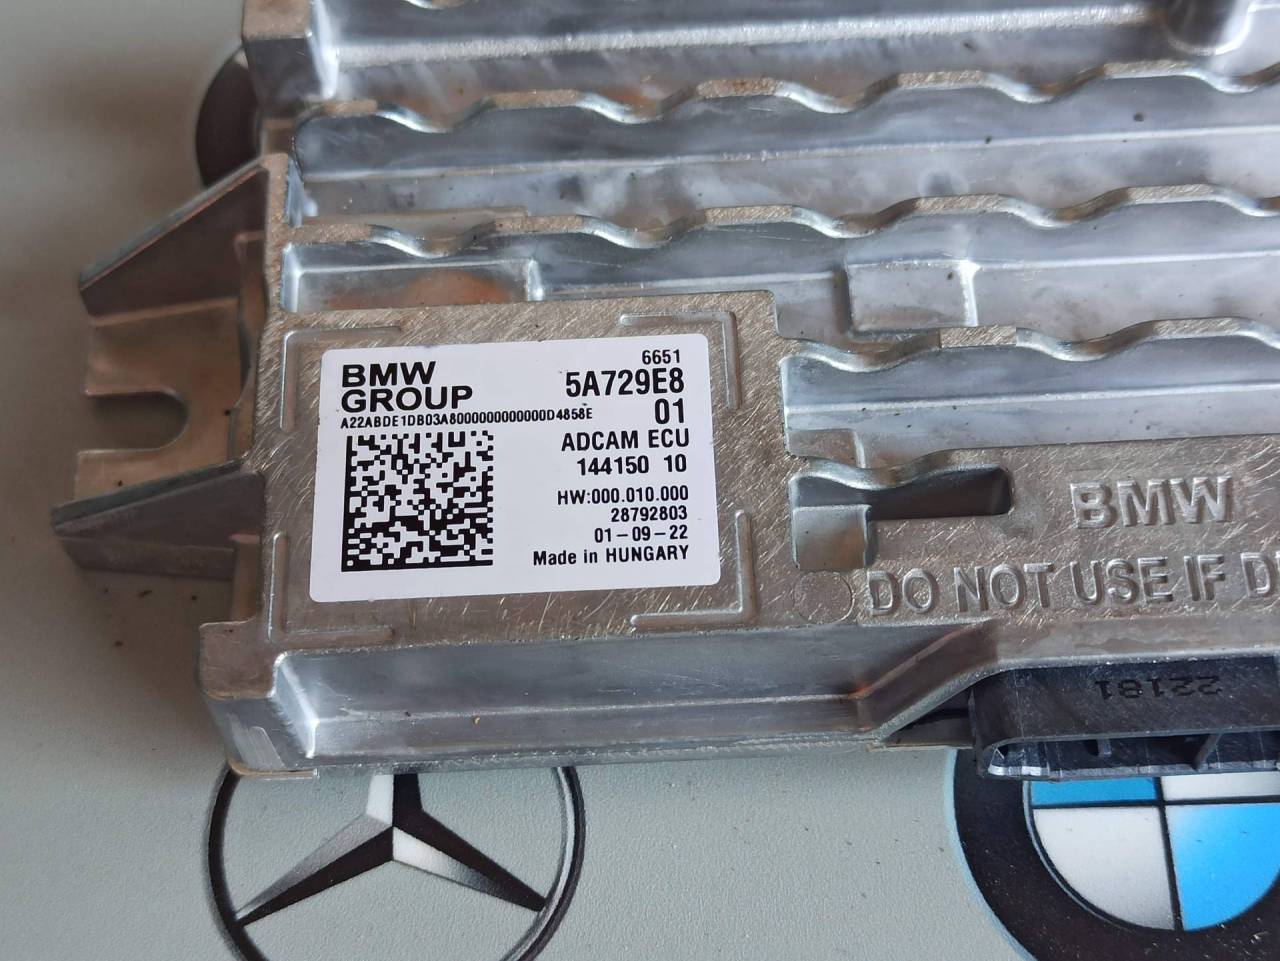 BMW
GROUP
6651
5A729E8
A22ABDE1DB03A8000000000000D4858E
01
ADCAM ECU
144150 10
HW:000.010.000
28792803
01-09-22
Made in HUNGARY
BMW
DO NOT USE IF D
22181